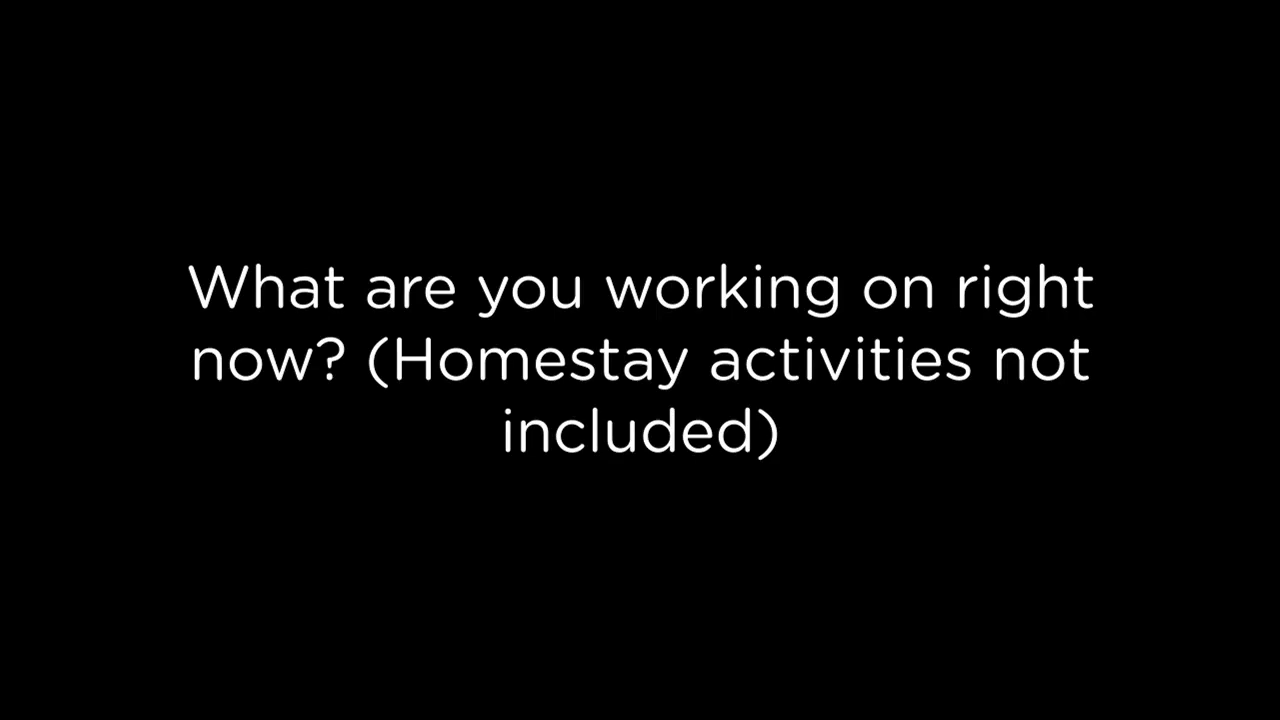 What are you working on right
now? (Homestay activities not
included)